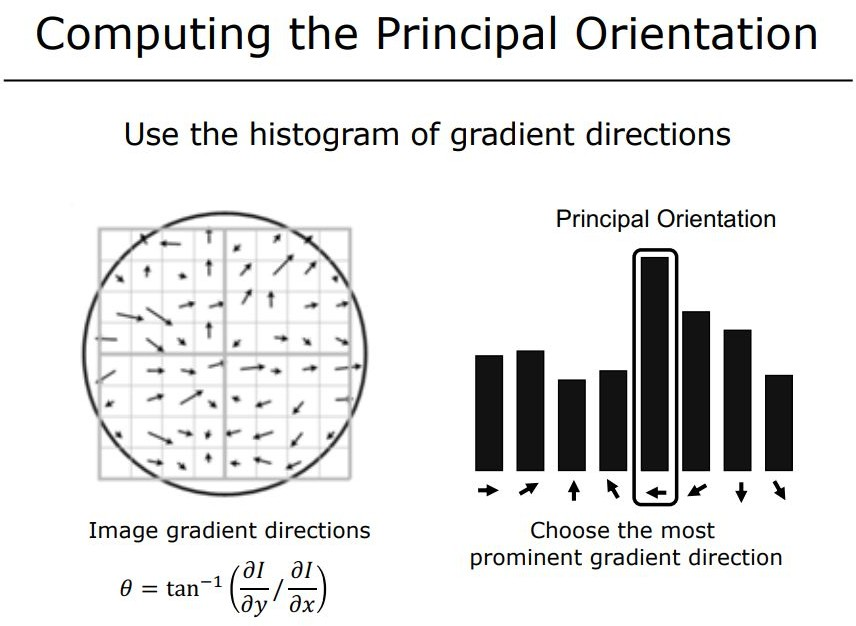 Computing the Principal Orientation
Use the histogram of gradient directions
Principal Orientation
Image gradient directions
θ = tan⁻¹(∂I/∂y / ∂I/∂x)
Choose the most
prominent gradient direction